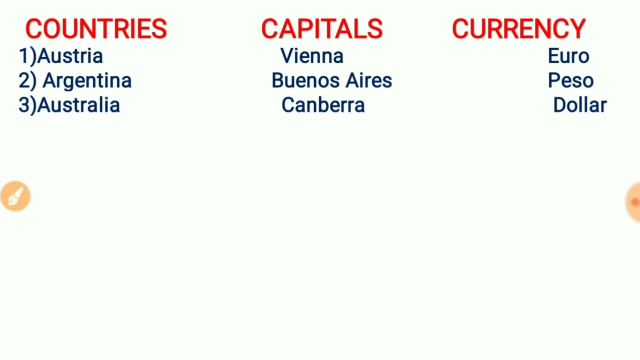 COUNTRIES CAPITALS CURRENCY
1)Austria Vienna Euro
2) Argentina Buenos Aires Peso
3)Australia Canberra Dollar